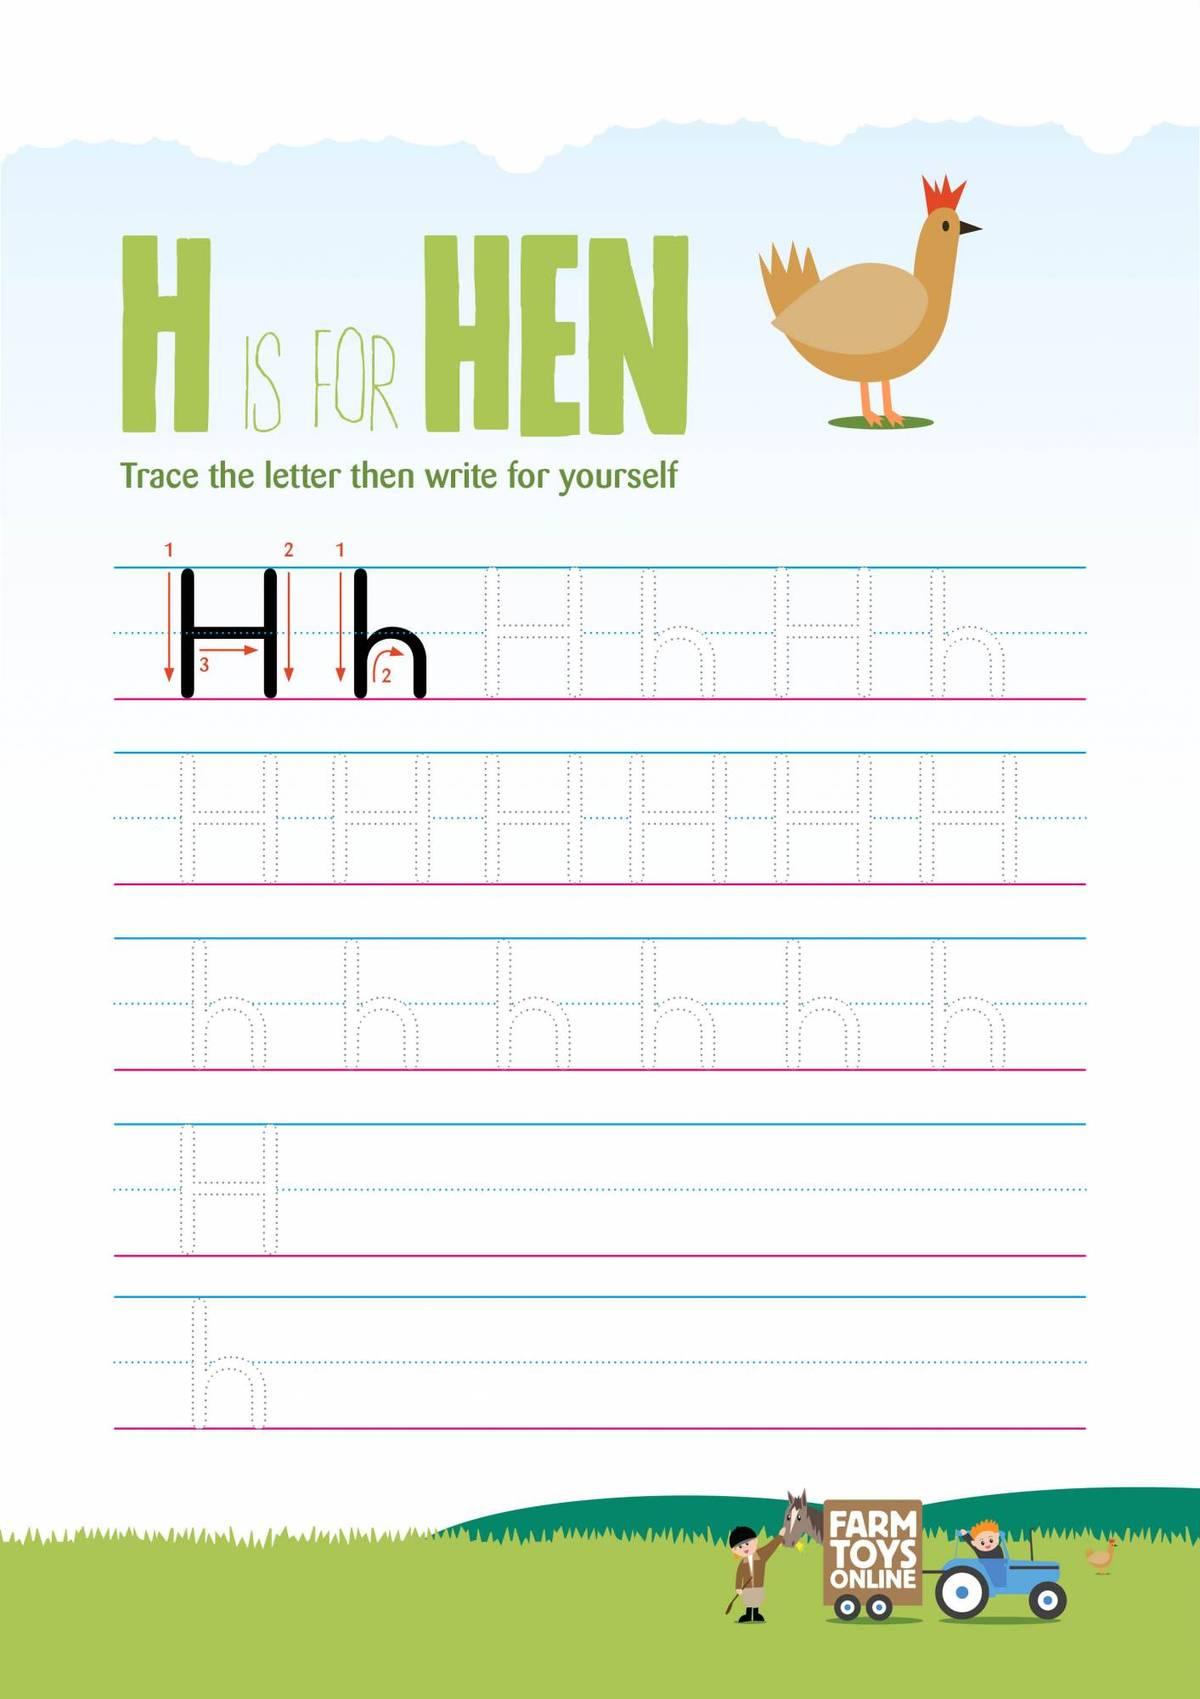 H IS FOR HEN
Trace the letter then write for yourself
1 2 1
H h H h H h
3 2
H H H H H H
h h h h h h
H
h
FARM
TOYS
ONLINE